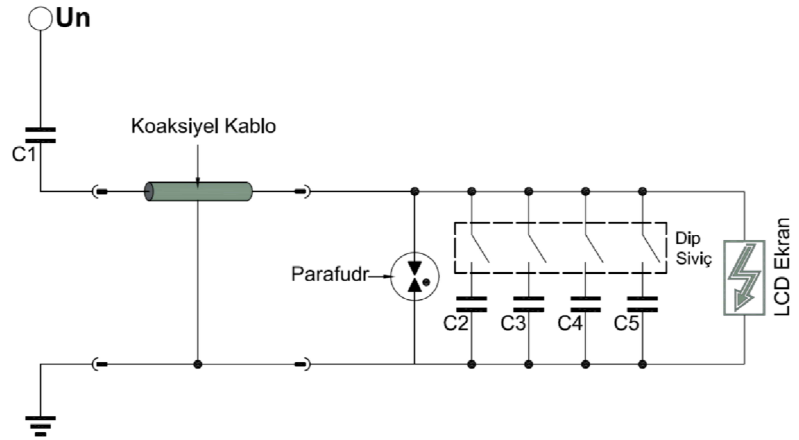 Un
Koaksiyel Kablo
C1
Parafudr
Dip
Siviç
LCD Ekran
C2
C3
C4
C5